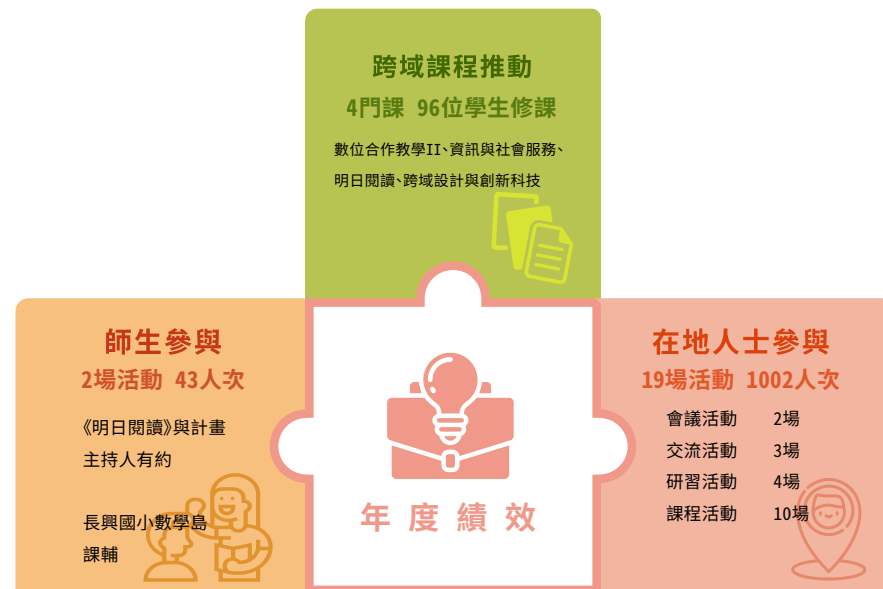 跨域課程推動
4門課 96位學生修課
數位合作教學II、資訊與社會服務、
明日閱讀、跨域設計與創新科技
師生參與
2場活動 43人次
《明日閱讀》與計畫
主持人有約
長興國小數學島
課輔
年度績效
在地人士參與
19場活動 1002人次
會議活動 2場
交流活動 3場
研習活動 4場
課程活動 10場